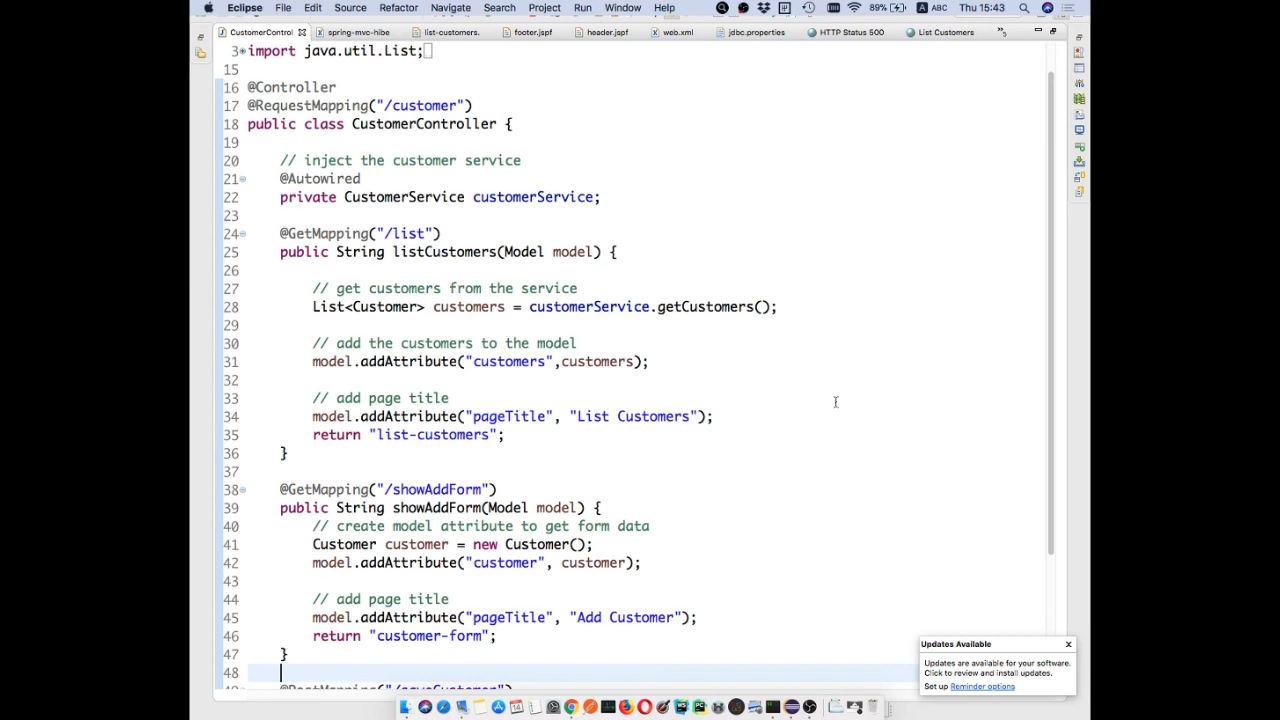 Eclipse File Edit Source Refactor Navigate Search Project Run Window Help 89% ABC Thu 15:43
CustomerControl spring-mvc-hibe list-customers. footer.jspf header.jspf web.xml jdbc.properties HTTP Status 500 List Customers »5
3 import java.util.List;
15
16 @Controller
17 @RequestMapping("/customer")
18 public class CustomerController {
19
20 // inject the customer service
21 @Autowired
22 private CustomerService customerService;
23
24 @GetMapping("/list")
25 public String listCustomers(Model model) {
26
27 // get customers from the service
28 List<Customer> customers = customerService.getCustomers();
29
30 // add the customers to the model
31 model.addAttribute("customers",customers);
32
33 // add page title
34 model.addAttribute("pageTitle", "List Customers");
35 return "list-customers";
36 }
37
38 @GetMapping("/showAddForm")
39 public String showAddForm(Model model) {
40 // create model attribute to get form data
41 Customer customer = new Customer();
42 model.addAttribute("customer", customer);
43
44 // add page title
45 model.addAttribute("pageTitle", "Add Customer");
46 return "customer-form";
47 }
48
49 @PostMapping("/saveCustomer")
Updates Available
Updates are available for your software.
Click to review and install updates.
Set up Reminder options